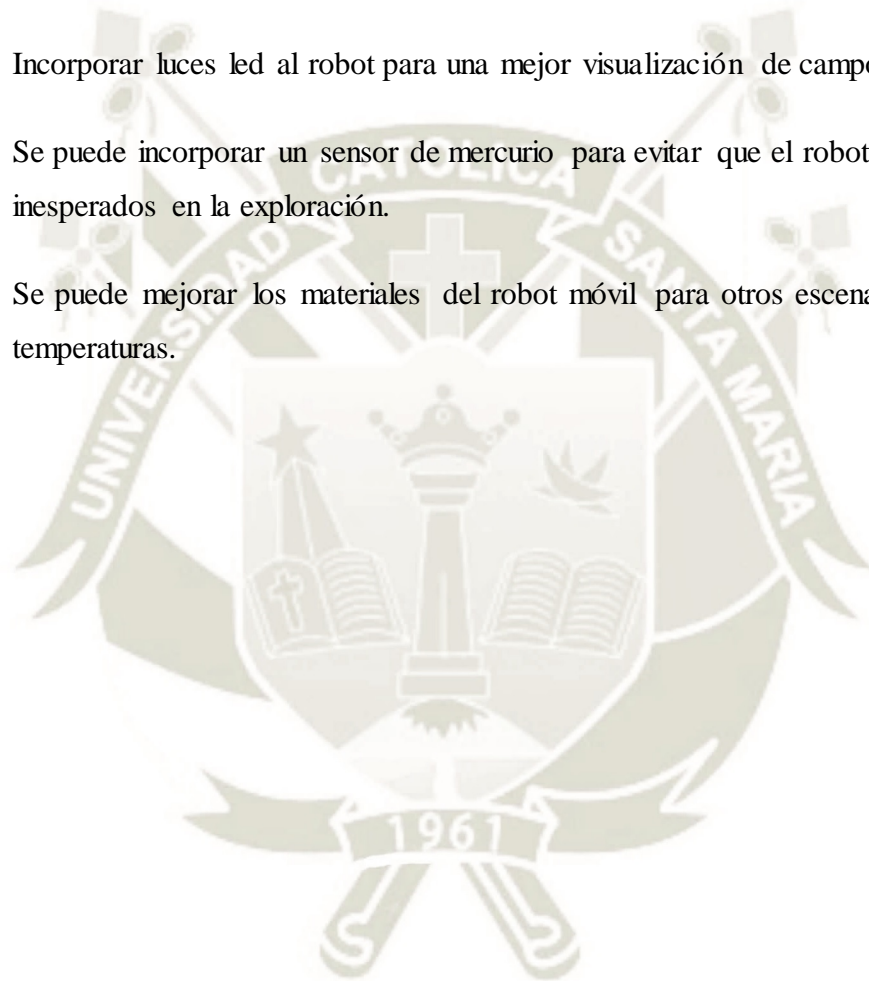 Incorporar luces led al robot para una mejor visualización de campo
Se puede incorporar un sensor de mercurio para evitar que el robot
inesperados en la exploración.
Se puede mejorar los materiales del robot móvil para otros
temperaturas.
UNIVERSIDAD CATOLICA SANTA MARIA
1961